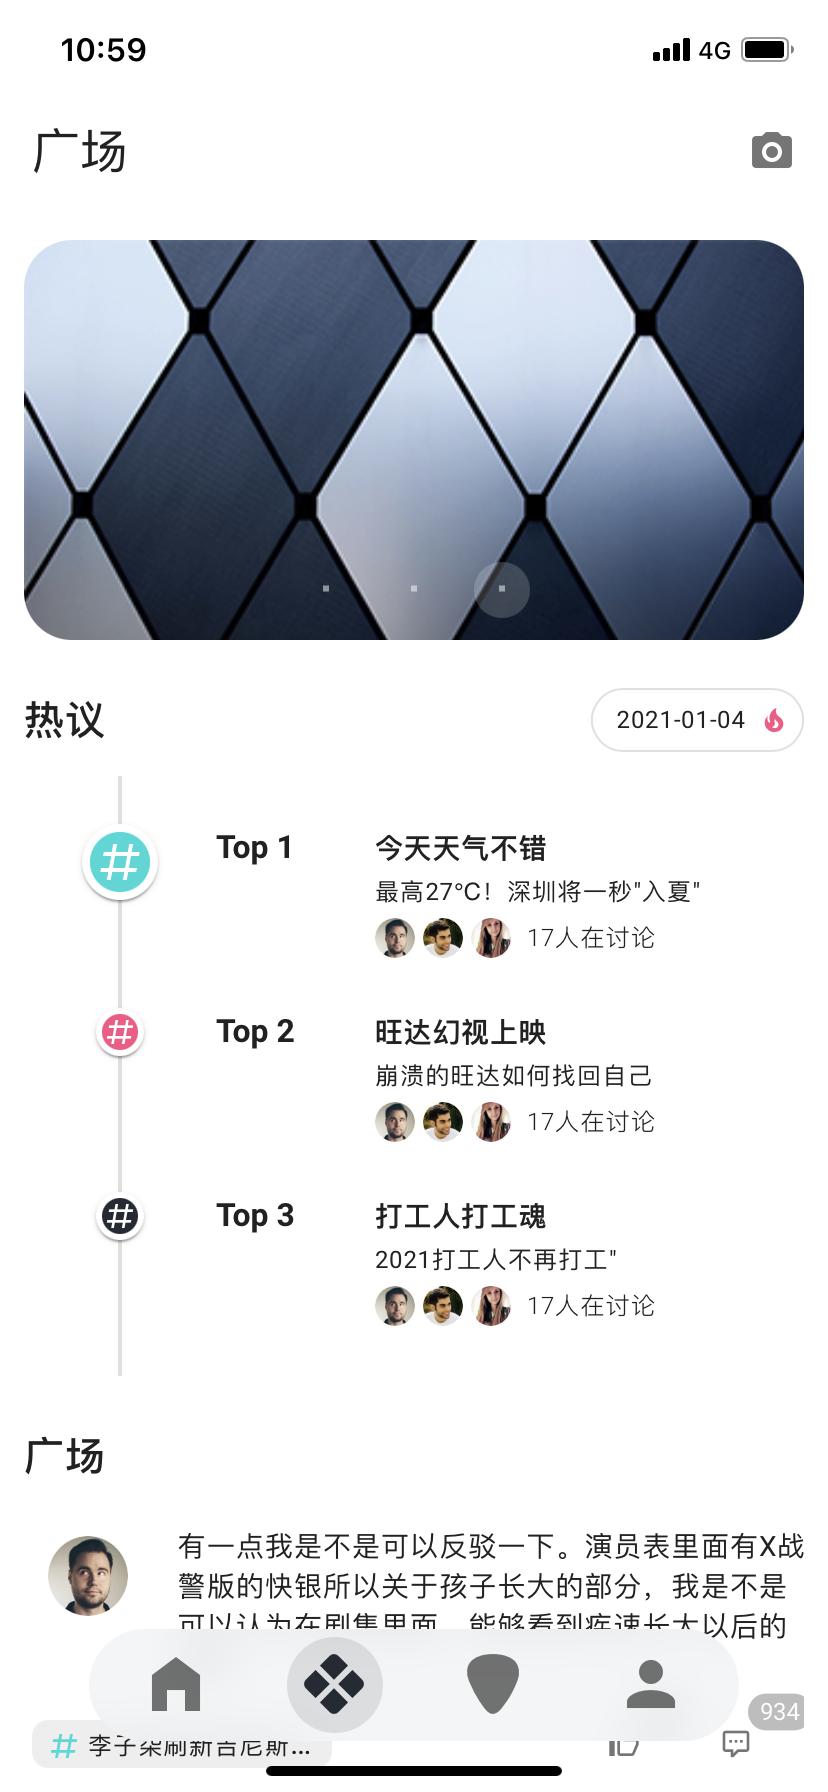 10:59
4G
广场
热议
2021-01-04
Top 1
今天天气不错
最高27℃！深圳将一秒"入夏"
17人在讨论
Top 2
旺达幻视上映
崩溃的旺达如何找回自己
17人在讨论
Top 3
打工人打工魂
2021打工人不再打工"
17人在讨论
广场
有一点我是不是可以反驳一下。演员表里面有X战
警版的快银所以关于孩子长大的部分，我是不是
可以认为在剧集里面，能够看到疾速长大以后的
934
# 李子柒刷新吉尼斯...